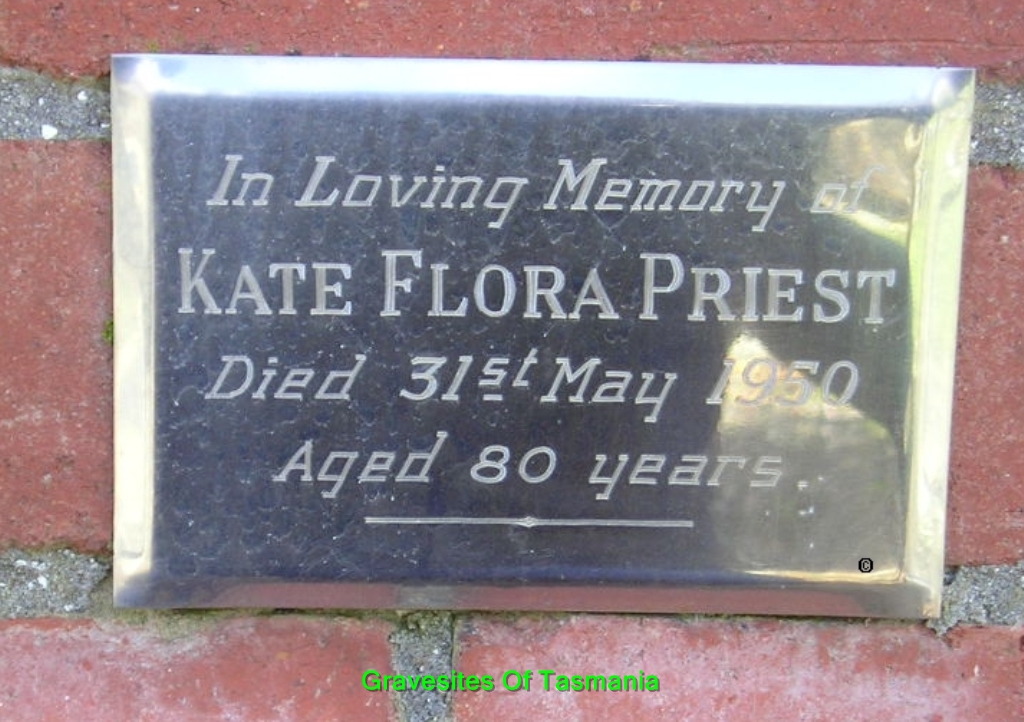 In Loving Memory of
KATE FLORA PRIEST
Died 31st May 1950
Aged 80 years.
©
Gravesites Of Tasmania